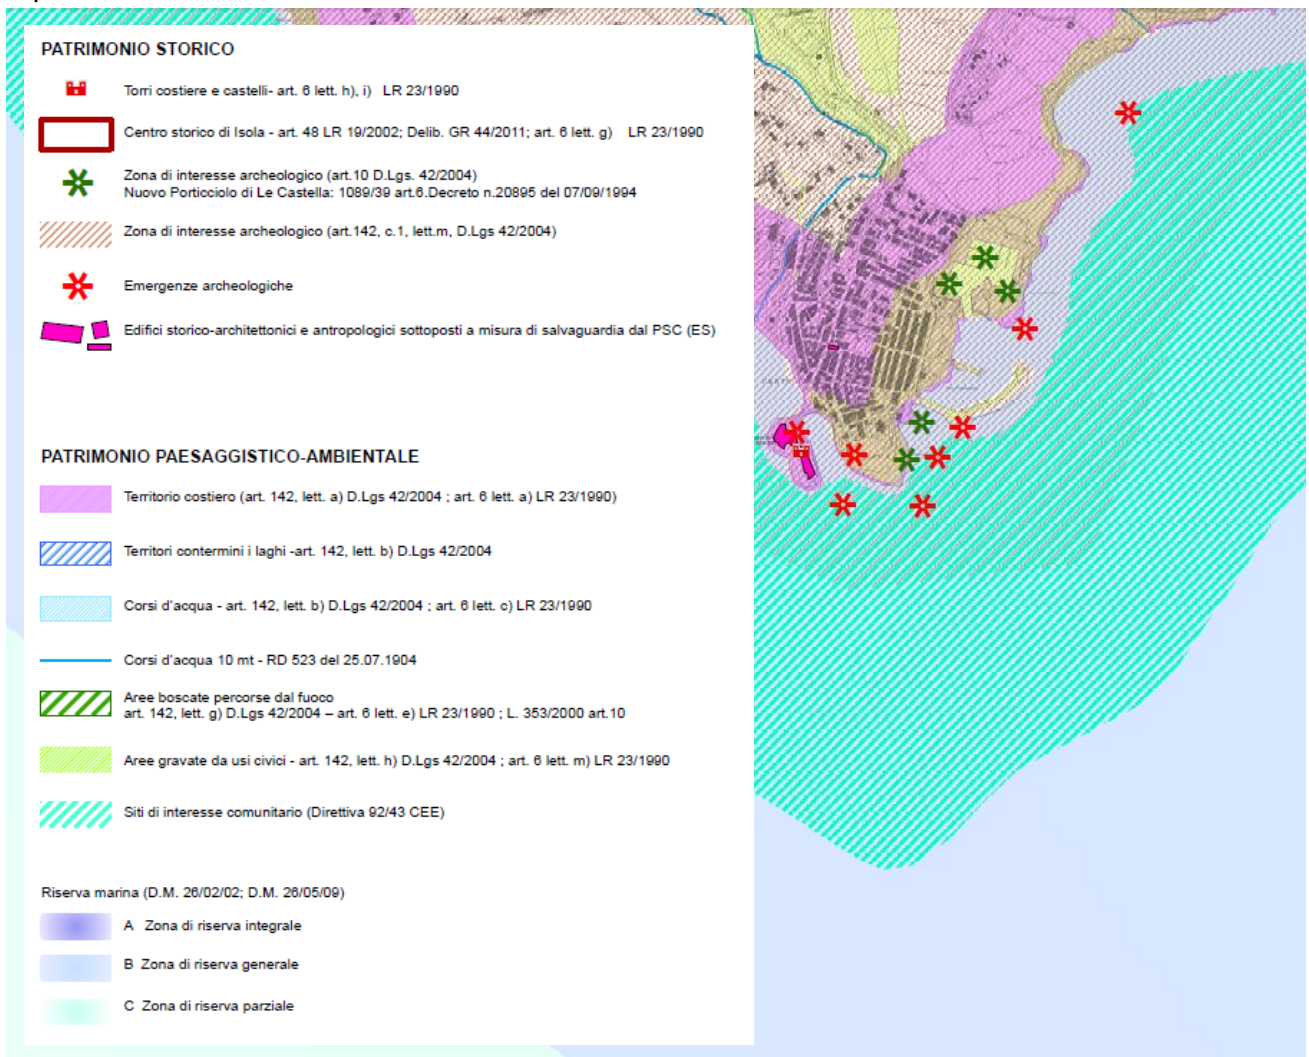 PATRIMONIO STORICO
Torri costiere e castelli- art. 6 lett. h), i) LR 23/1990
Centro storico di Isola - art. 48 LR 19/2002; Delib. GR 44/2011; art. 6 lett. g) LR 23/1990
Zona di interesse archeologico (art.10 D.Lgs. 42/2004)
Nuovo Porticciolo di Le Castella: 1089/39 art.6.Decreto n.20895 del 07/09/1994
Zona di interesse archeologico (art.142, c.1, lett.m, D.Lgs 42/2004)
Emergenze archeologiche
Edifici storico-architettonici e antropologici sottoposti a misura di salvaguardia dal PSC (ES)
PATRIMONIO PAESAGGISTICO-AMBIENTALE
Territorio costiero (art. 142, lett. a) D.Lgs 42/2004 ; art. 6 lett. a) LR 23/1990)
Territori contermini i laghi -art. 142, lett. b) D.Lgs 42/2004
Corsi d'acqua - art. 142, lett. b) D.Lgs 42/2004 ; art. 6 lett. c) LR 23/1990
Corsi d'acqua 10 mt - RD 523 del 25.07.1904
Aree boscate percorse dal fuoco
art. 142, lett. g) D.Lgs 42/2004 – art. 6 lett. e) LR 23/1990 ; L. 353/2000 art.10
Aree gravate da usi civici - art. 142, lett. h) D.Lgs 42/2004 ; art. 6 lett. m) LR 23/1990
Siti di interesse comunitario (Direttiva 92/43 CEE)
Riserva marina (D.M. 26/02/02; D.M. 26/05/09)
A Zona di riserva integrale
B Zona di riserva generale
C Zona di riserva parziale